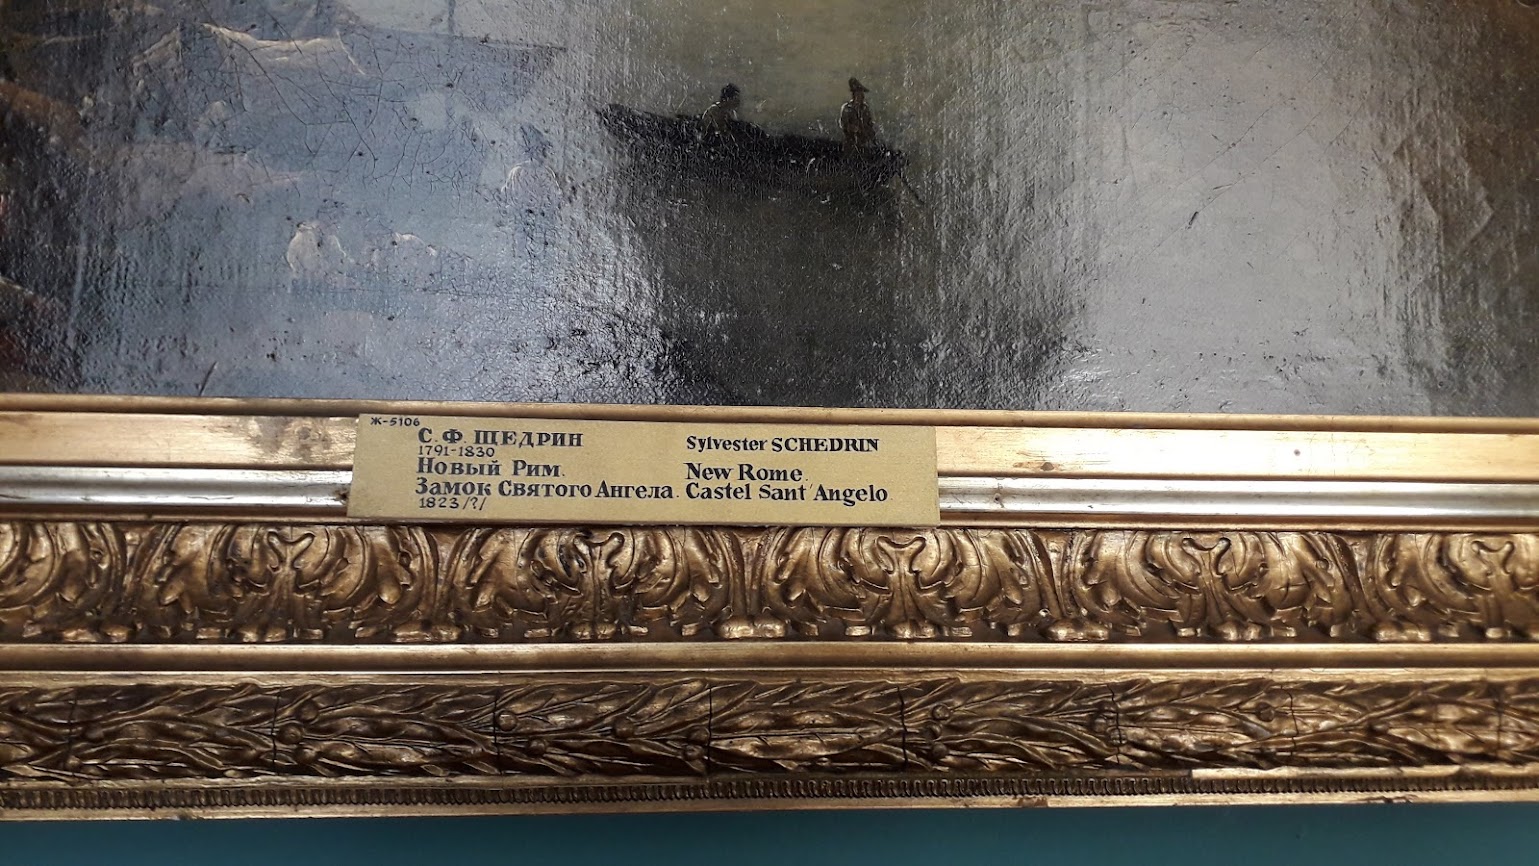 Ж-5106
С. Ф. ЩЕДРИН
1791-1830
Новый Рим.
Замок Святого Ангела.
1823/?/
Sylvester SCHEDRIN
New Rome.
Castel Sant'Angelo